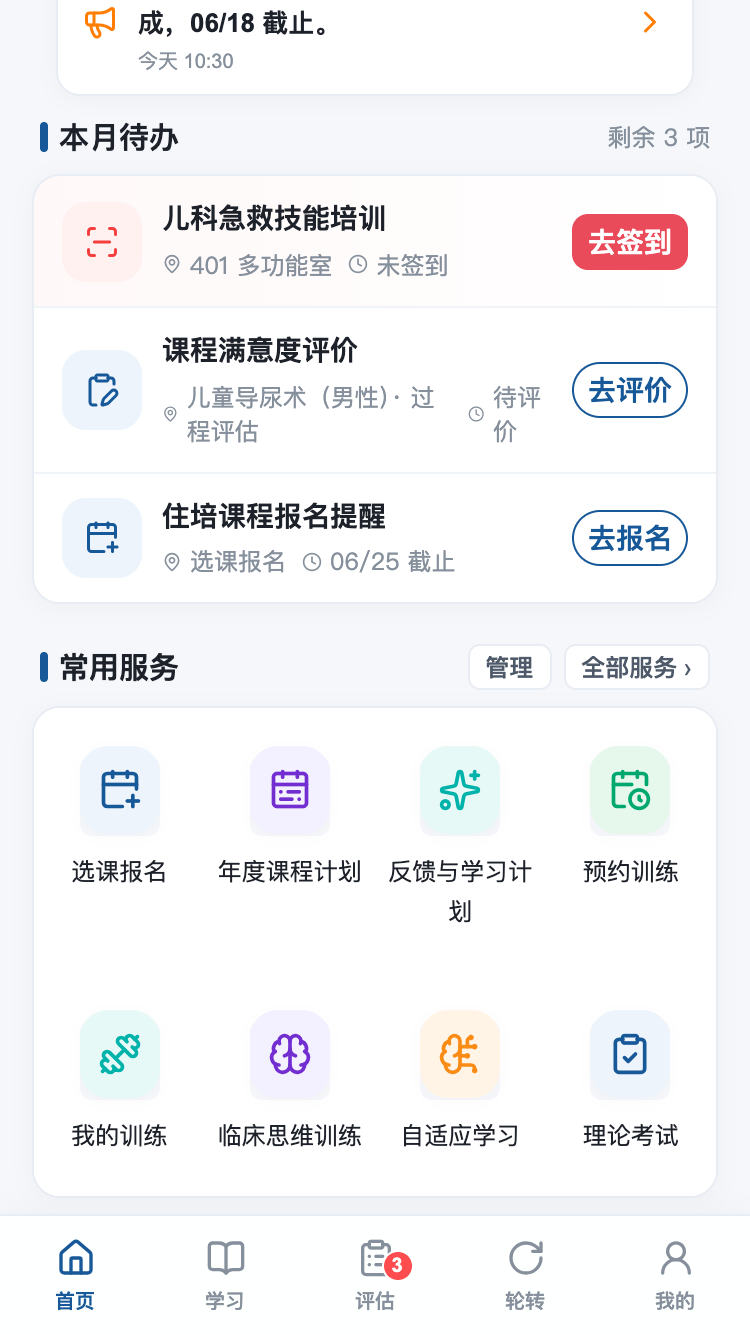 成，06/18 截止。
今天 10:30
本月待办
剩余 3 项
儿科急救技能培训
401 多功能室 未签到
去签到
课程满意度评价
儿童导尿术（男性）· 过
程评估
待评
价
去评价
住培课程报名提醒
选课报名 06/25 截止
去报名
常用服务
管理
全部服务 ›
选课报名
年度课程计划
反馈与学习计
划
预约训练
我的训练
临床思维训练
自适应学习
理论考试
3
首页
学习
评估
轮转
我的